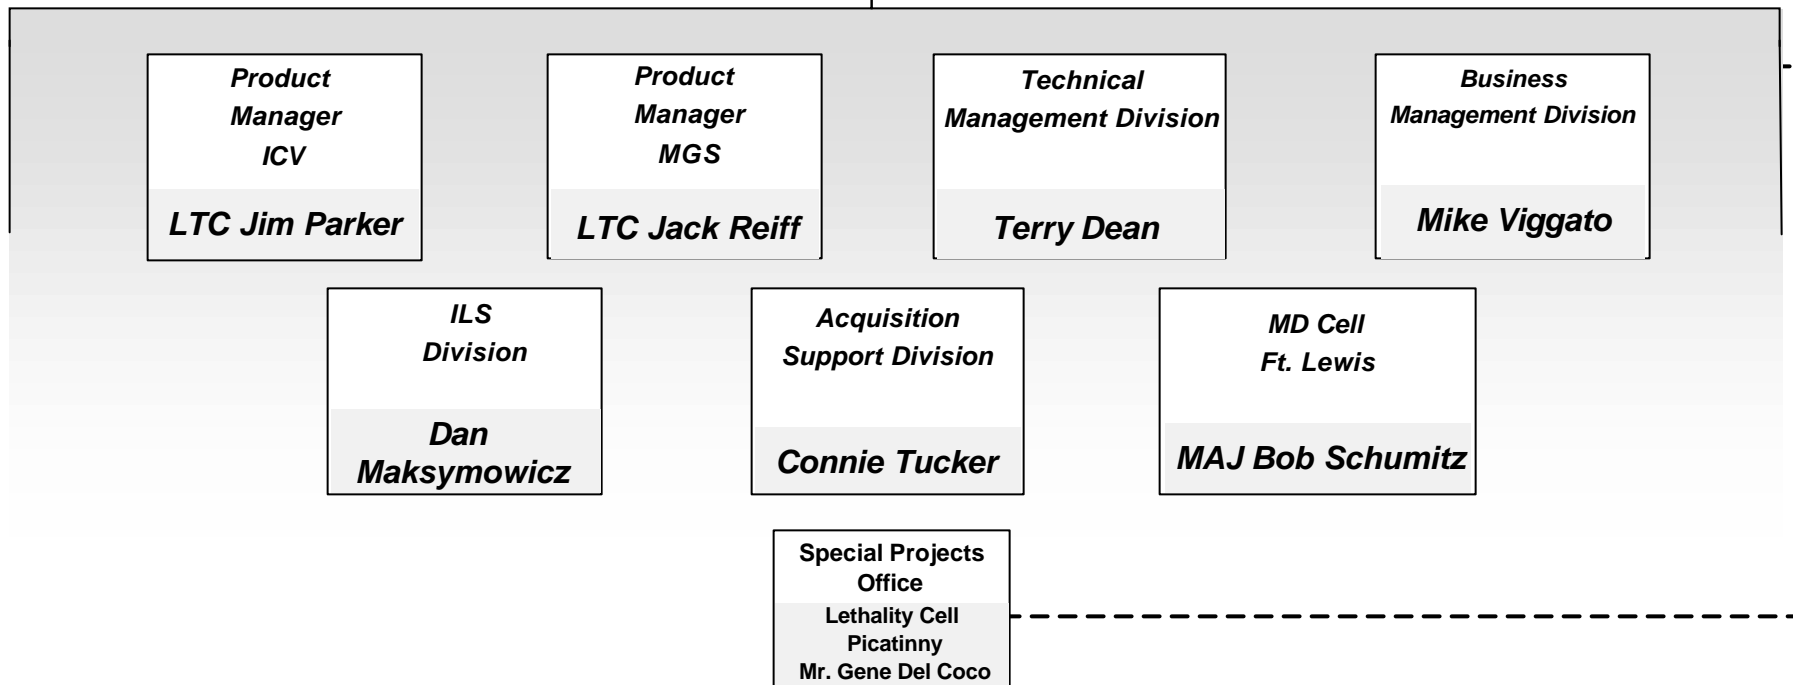 Product
Manager
ICV
LTC Jim Parker
Product
Manager
MGS
LTC Jack Reiff
Technical
Management Division
Terry Dean
Business
Management Division
Mike Viggato
ILS
Division
Dan
Maksymowicz
Acquisition
Support Division
Connie Tucker
MD Cell
Ft. Lewis
MAJ Bob Schumitz
Special Projects
Office
Lethality Cell
Picatinny
Mr. Gene Del Coco